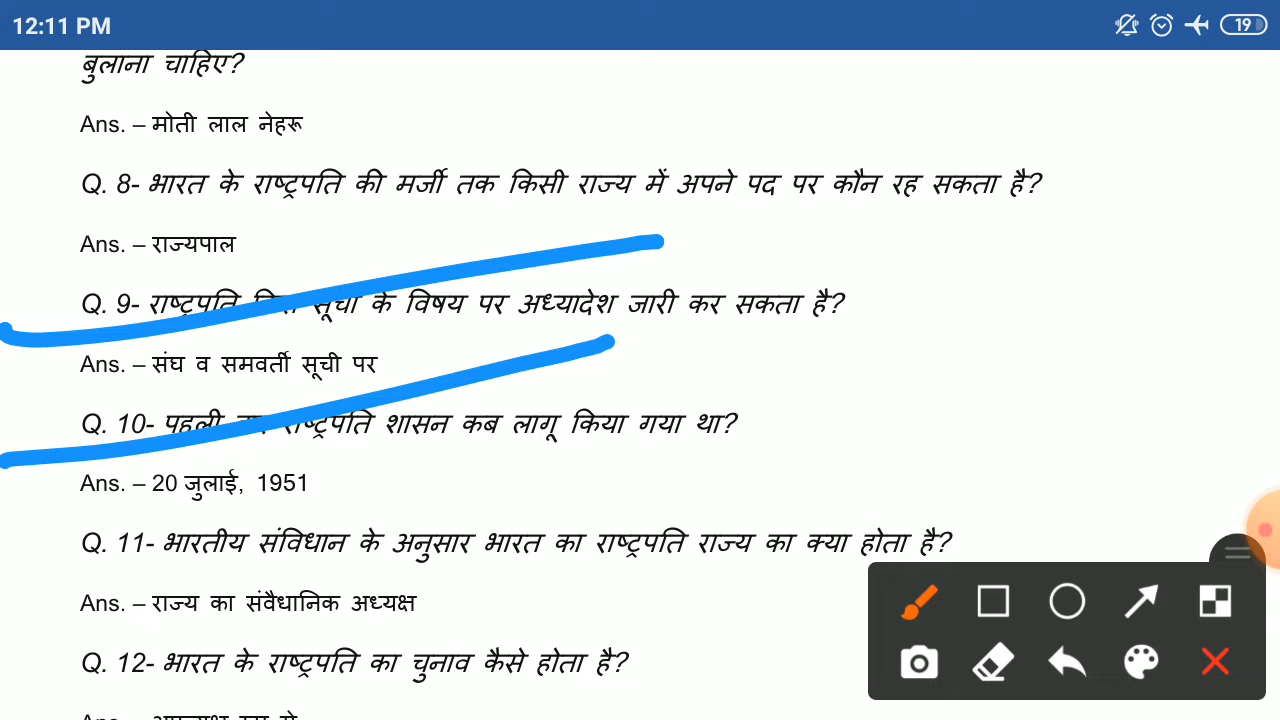 12:11 PM
19
बुलाना चाहिए?
Ans. – मोती लाल नेहरू
Q. 8- भारत के राष्ट्रपति की मर्जी तक किसी राज्य में अपने पद पर कौन रह सकता है?
Ans. – राज्यपाल
Q. 9- राष्ट्रपति किस सूची के विषय पर अध्यादेश जारी कर सकता है?
Ans. – संघ व समवर्ती सूची पर
Q. 10- पहली बार राष्ट्रपति शासन कब लागू किया गया था?
Ans. – 20 जुलाई, 1951
Q. 11- भारतीय संविधान के अनुसार भारत का राष्ट्रपति राज्य का क्या होता है?
Ans. – राज्य का संवैधानिक अध्यक्ष
Q. 12- भारत के राष्ट्रपति का चुनाव कैसे होता है?
Ans. –